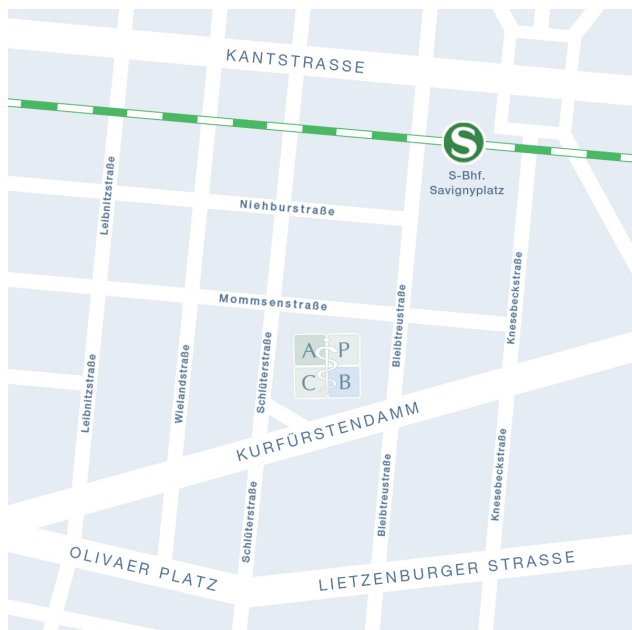 KANTSTRASSE
S
S-Bhf.
Savignyplatz
Leibnitzstraße
Niehburstraße
Knesebeckstraße
Mommsenstraße
Bleibtreustraße
Schlüterstraße
A P
C B
Wielandstraße
Leibnitzstraße
KURFÜRSTENDAMM
Knesebeckstraße
Bleibtreustraße
Schlüterstraße
OLIVAER PLATZ
LIETZENBURGER STRASSE